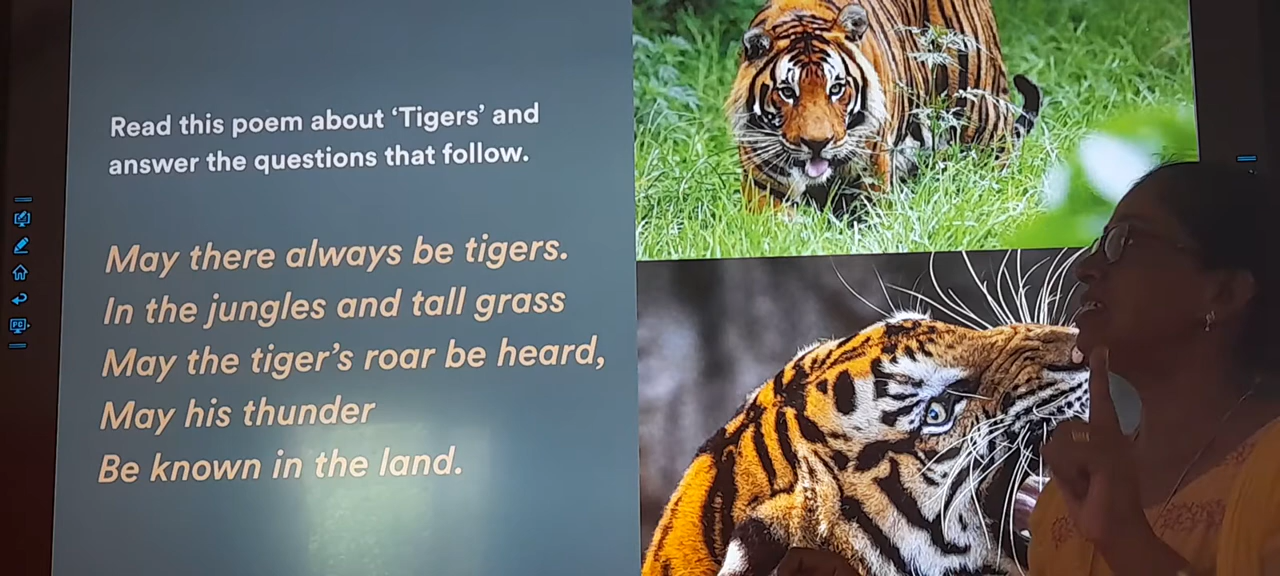 Read this poem about ‘Tigers’ and
answer the questions that follow.
May there always be tigers.
In the jungles and tall grass
May the tiger’s roar be heard,
May his thunder
Be known in the land.